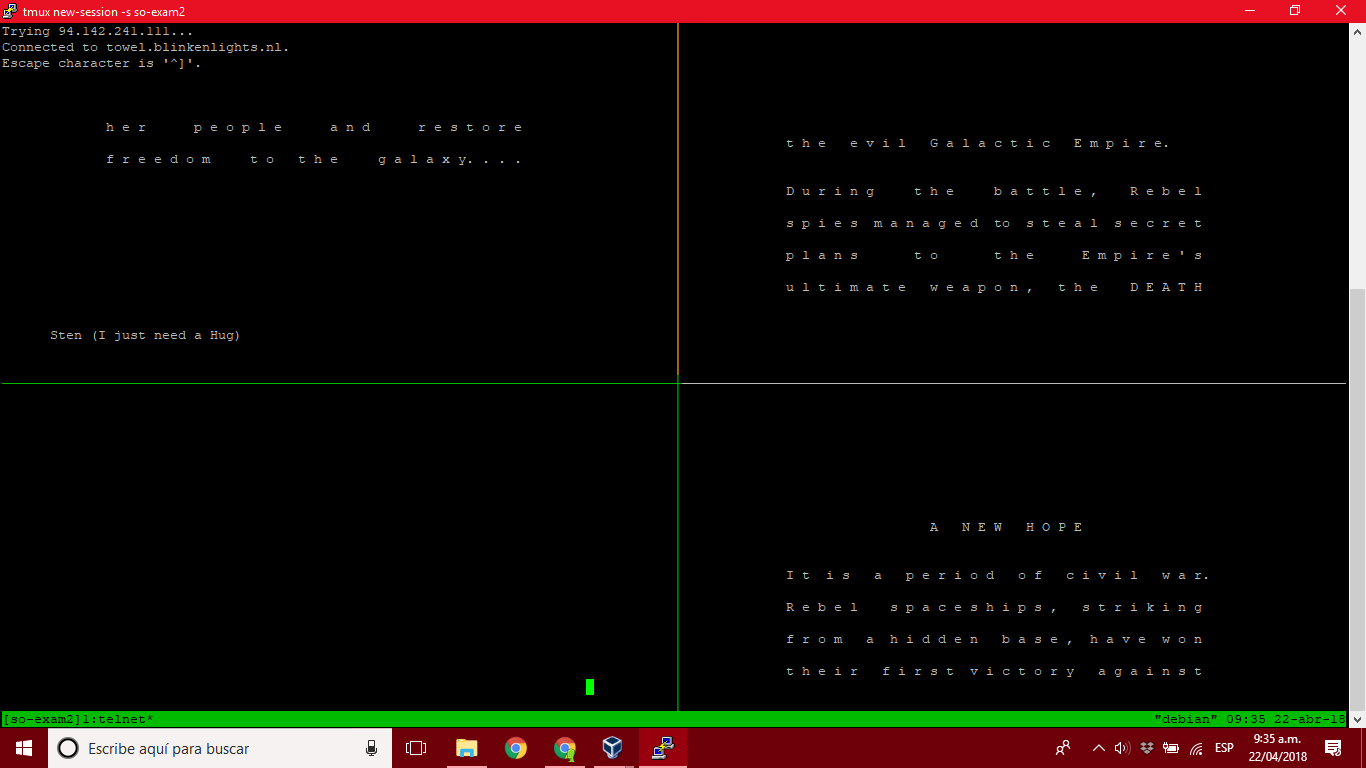 tmux new-session -s so-exam2
Trying 94.142.241.111...
Connected to towel.blinkenlights.nl.
Escape character is '^]'.
her people and restore
freedom to the galaxy....
Sten (I just need a Hug)
the evil Galactic Empire.
During the battle, Rebel
spies managed to steal secret
plans to the Empire's
ultimate weapon, the DEATH
A NEW HOPE
It is a period of civil war.
Rebel spaceships, striking
from a hidden base, have won
their first victory against
[so-exam2]1:telnet*
"debian" 09:35 22-abr-18
Escribe aquí para buscar
ESP
9:35 a.m.
22/04/2018